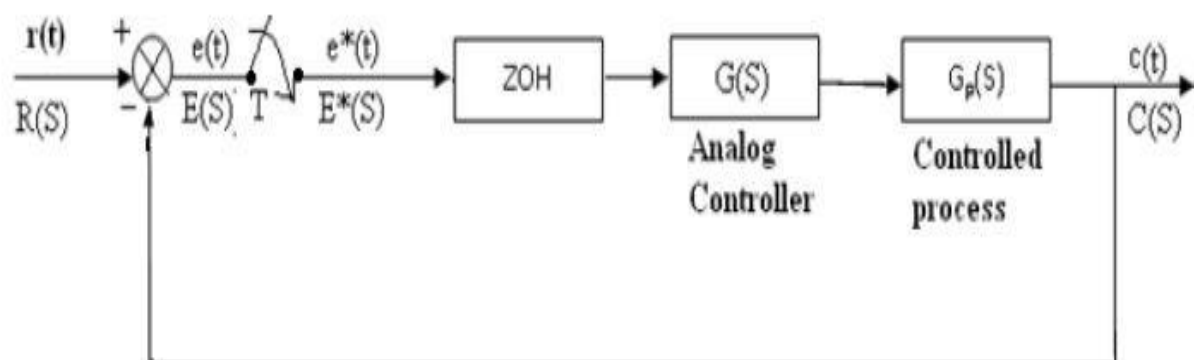 r(t)
+
e(t)
e*(t)
ZOH
G(S)
Gₚ(S)
c(t)
R(S)
−
E(S)
T
E*(S)
C(S)
Analog
Controller
Controlled
process